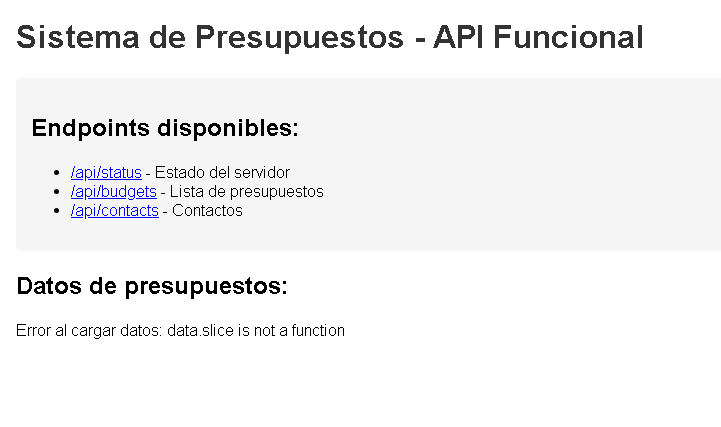 Sistema de Presupuestos - API Funcional
Endpoints disponibles:
/api/status - Estado del servidor
/api/budgets - Lista de presupuestos
/api/contacts - Contactos
Datos de presupuestos:
Error al cargar datos: data.slice is not a function